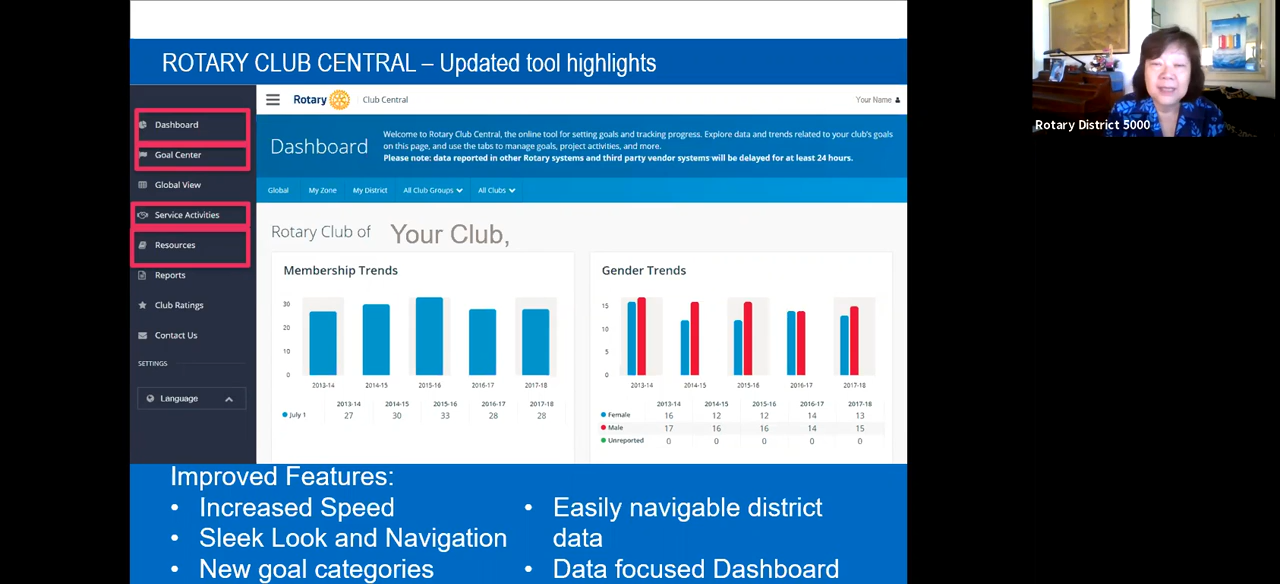 ROTARY CLUB CENTRAL – Updated tool highlights
Rotary Club Central
Your Name
Dashboard
Goal Center
Global View
Service Activities
Resources
Reports
Club Ratings
Contact Us
SETTINGS
Language
Dashboard
Welcome to Rotary Club Central, the online tool for setting goals and tracking progress. Explore data and trends related to your club's goals
on this page, and use the tabs to manage goals, project activities, and more.
Please note: data reported in other Rotary systems and third party vendor systems will be delayed for at least 24 hours.
Global My Zone My District All Club Groups All Clubs
Rotary Club of Your Club,
Membership Trends
30
20
10
0
2013-14 2014-15 2015-16 2016-17 2017-18
2013-14 2014-15 2015-16 2016-17 2017-18
July 1 27 30 33 28 28
Gender Trends
15
10
5
0
2013-14 2014-15 2015-16 2016-17 2017-18
2013-14 2014-15 2015-16 2016-17 2017-18
Female 16 12 12 14 13
Male 17 16 16 14 15
Unreported 0 0 0 0 0
Improved Features:
• Increased Speed
• Sleek Look and Navigation
• New goal categories
• Easily navigable district
data
• Data focused Dashboard
Rotary District 5000